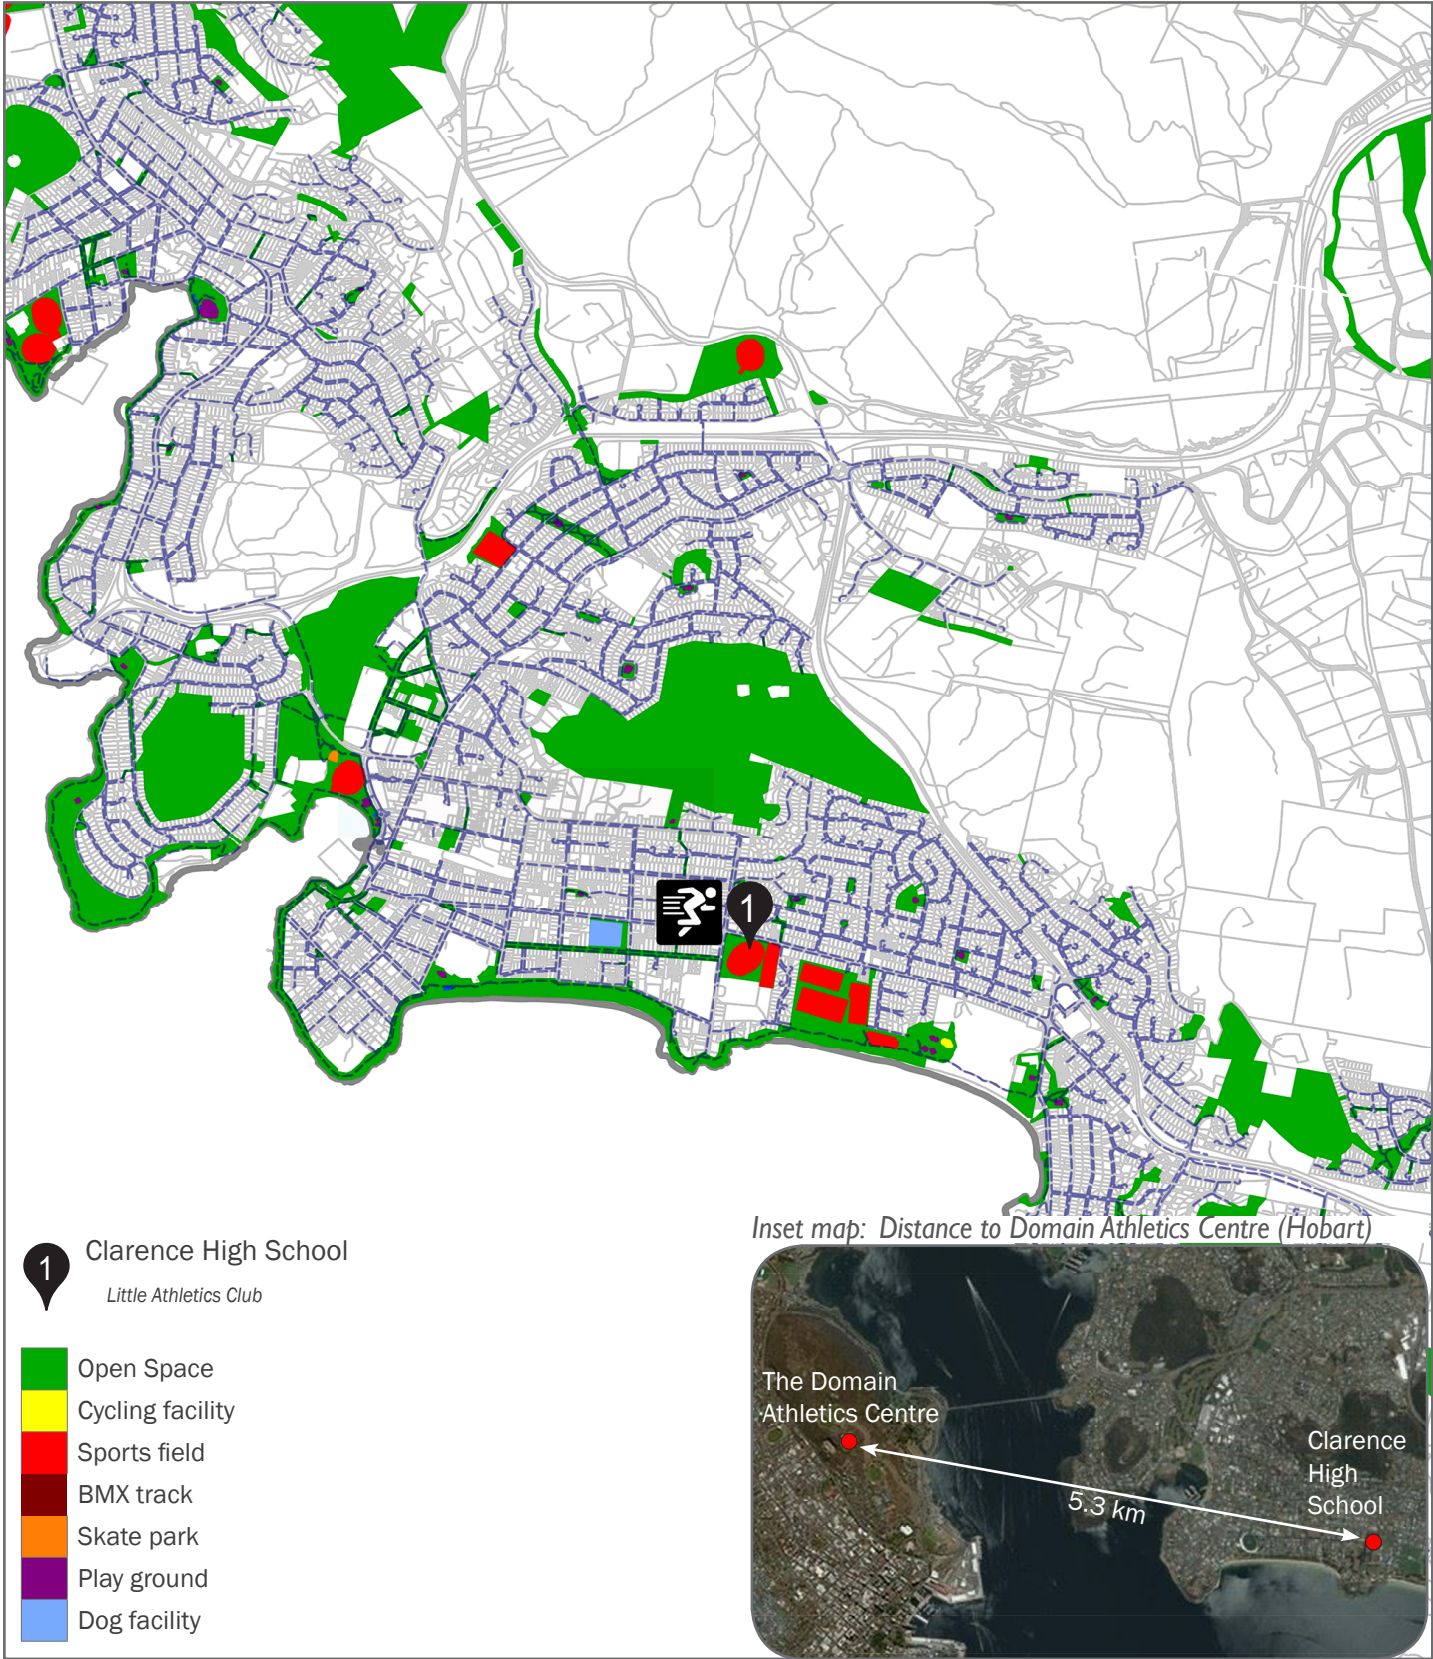 1
1
Clarence High School
Little Athletics Club
Open Space
Cycling facility
Sports field
BMX track
Skate park
Play ground
Dog facility
Inset map:  Distance to Domain Athletics Centre (Hobart)
The Domain
Athletics Centre
Clarence
High
School
5.3 km